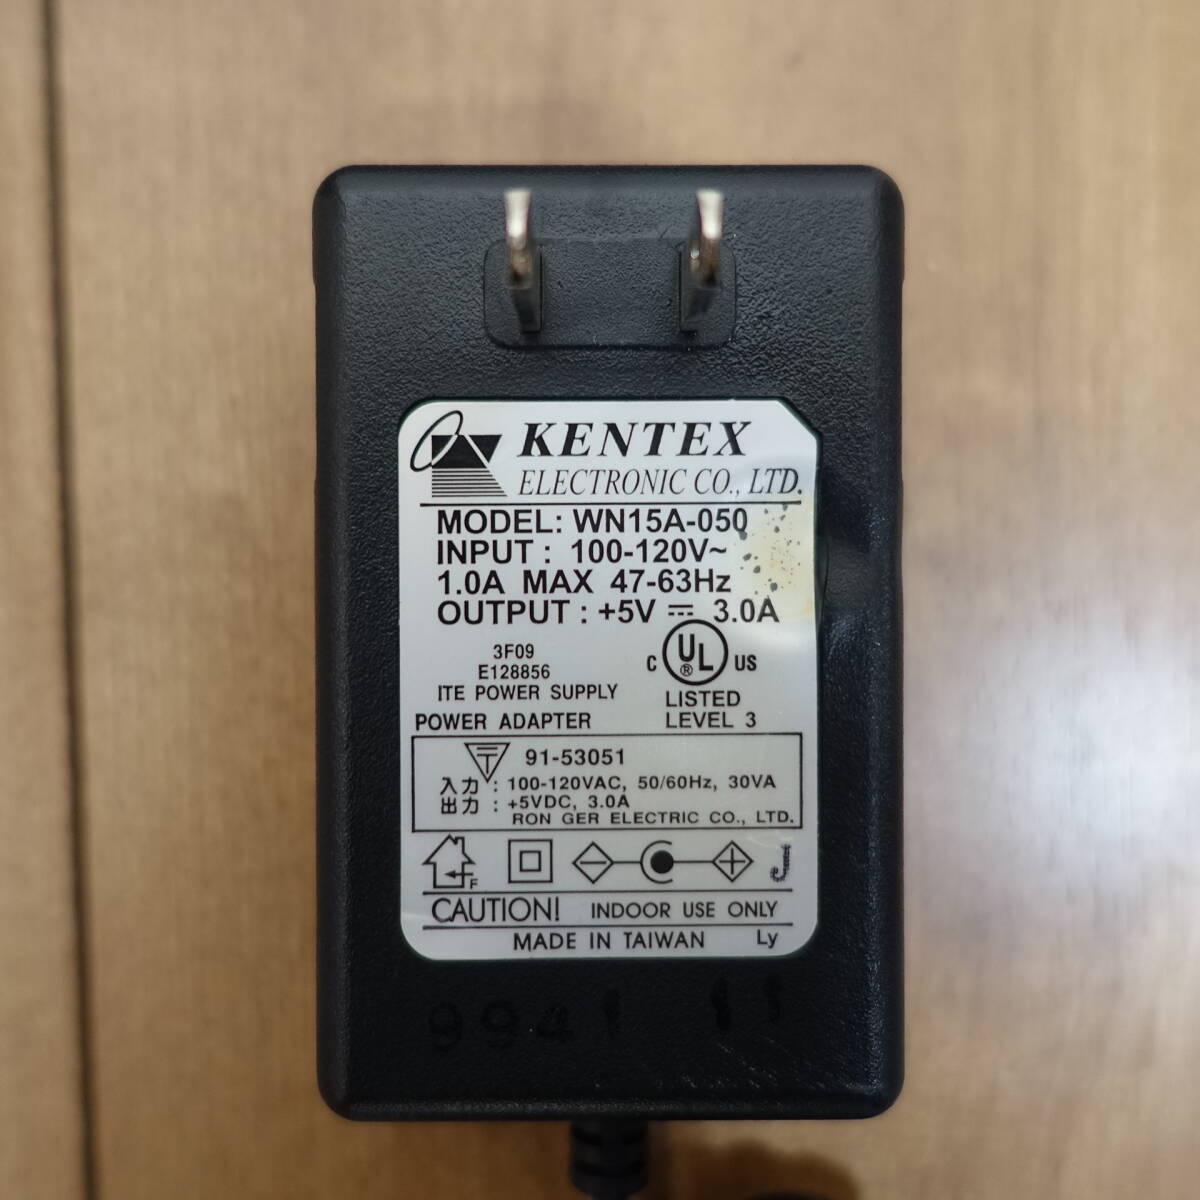 KENTEX
ELECTRONIC CO., LTD.
MODEL: WN15A-050
INPUT : 100-120V~
1.0A MAX 47-63Hz
OUTPUT : +5V ⎓ 3.0A
3F09
E128856
ITE POWER SUPPLY
POWER ADAPTER
C UL ® US
LISTED
LEVEL 3
T 91-53051
入力 : 100-120VAC, 50/60Hz, 30VA
出力 : +5VDC, 3.0A
RON GER ELECTRIC CO., LTD.
F J
CAUTION! INDOOR USE ONLY
MADE IN TAIWAN Ly
9941